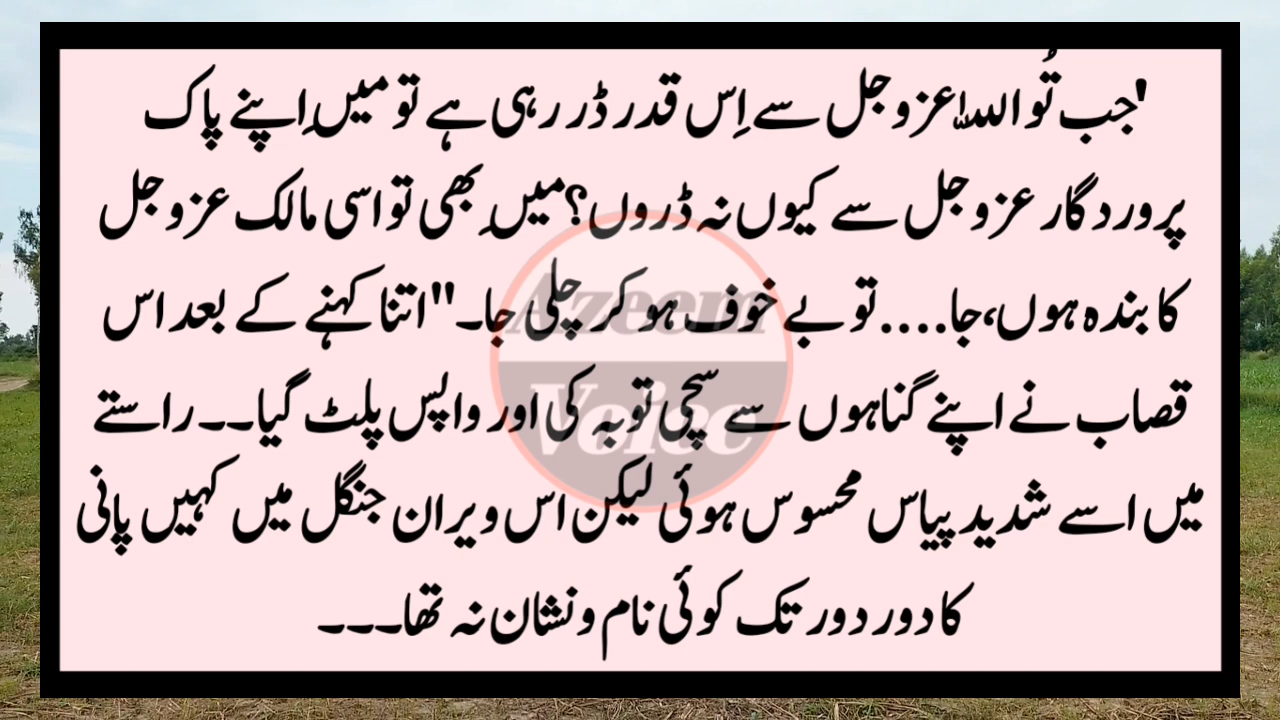 'جب تُو اللہ عزوجل سے اِس قدر ڈر رہی ہے تو میں اِپنے پاک
پروردگار عزوجل سے کیوں نہ ڈروں؟ میں بھی تو اسی مالک عزوجل
کا بندہ ہوں، جا.... تو بے خوف ہو کر چلی جا۔" اتنا کہنے کے بعد اس
قصاب نے اپنے گناہوں سے سچی توبہ کی اور واپس پلٹ گیا۔۔ راستے
میں اسے شدید پیاس محسوس ہوئی لیکن اس ویران جنگل میں کہیں پانی
کا دور دور تک کوئی نام و نشان نہ تھا۔۔۔
Azeem
Voiec